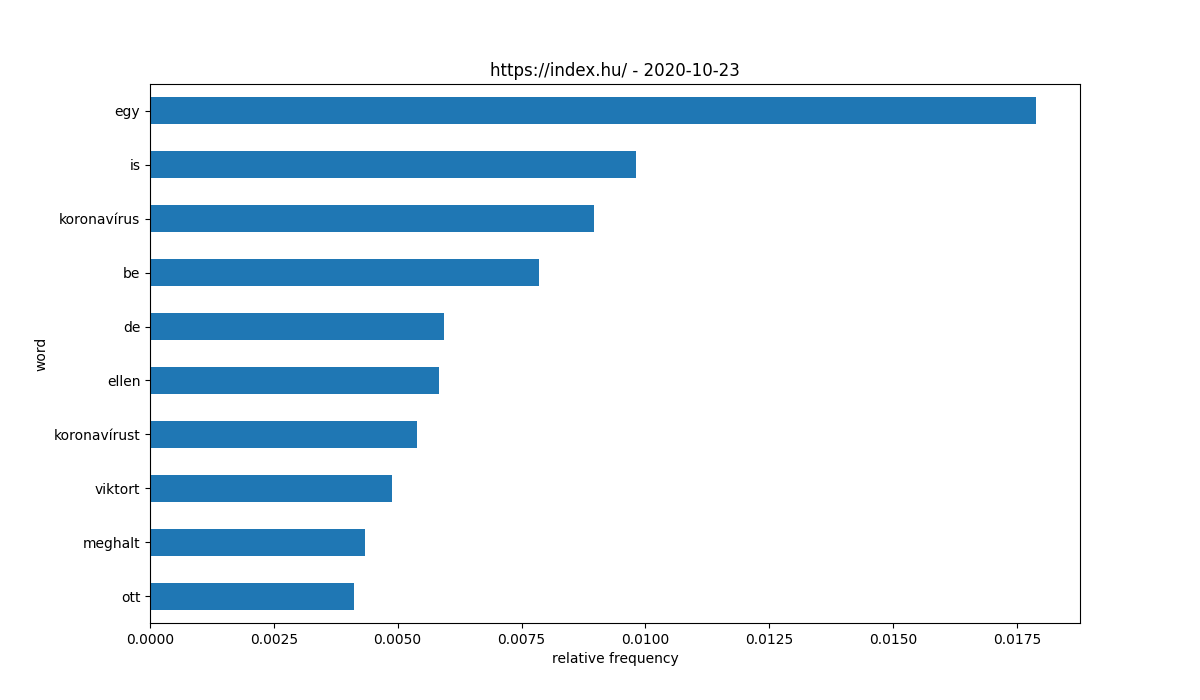 https://index.hu/ - 2020-10-23
egy
is
koronavírus
be
de
ellen
koronavírust
viktort
meghalt
ott
word
0.0000 0.0025 0.0050 0.0075 0.0100 0.0125 0.0150 0.0175
relative frequency